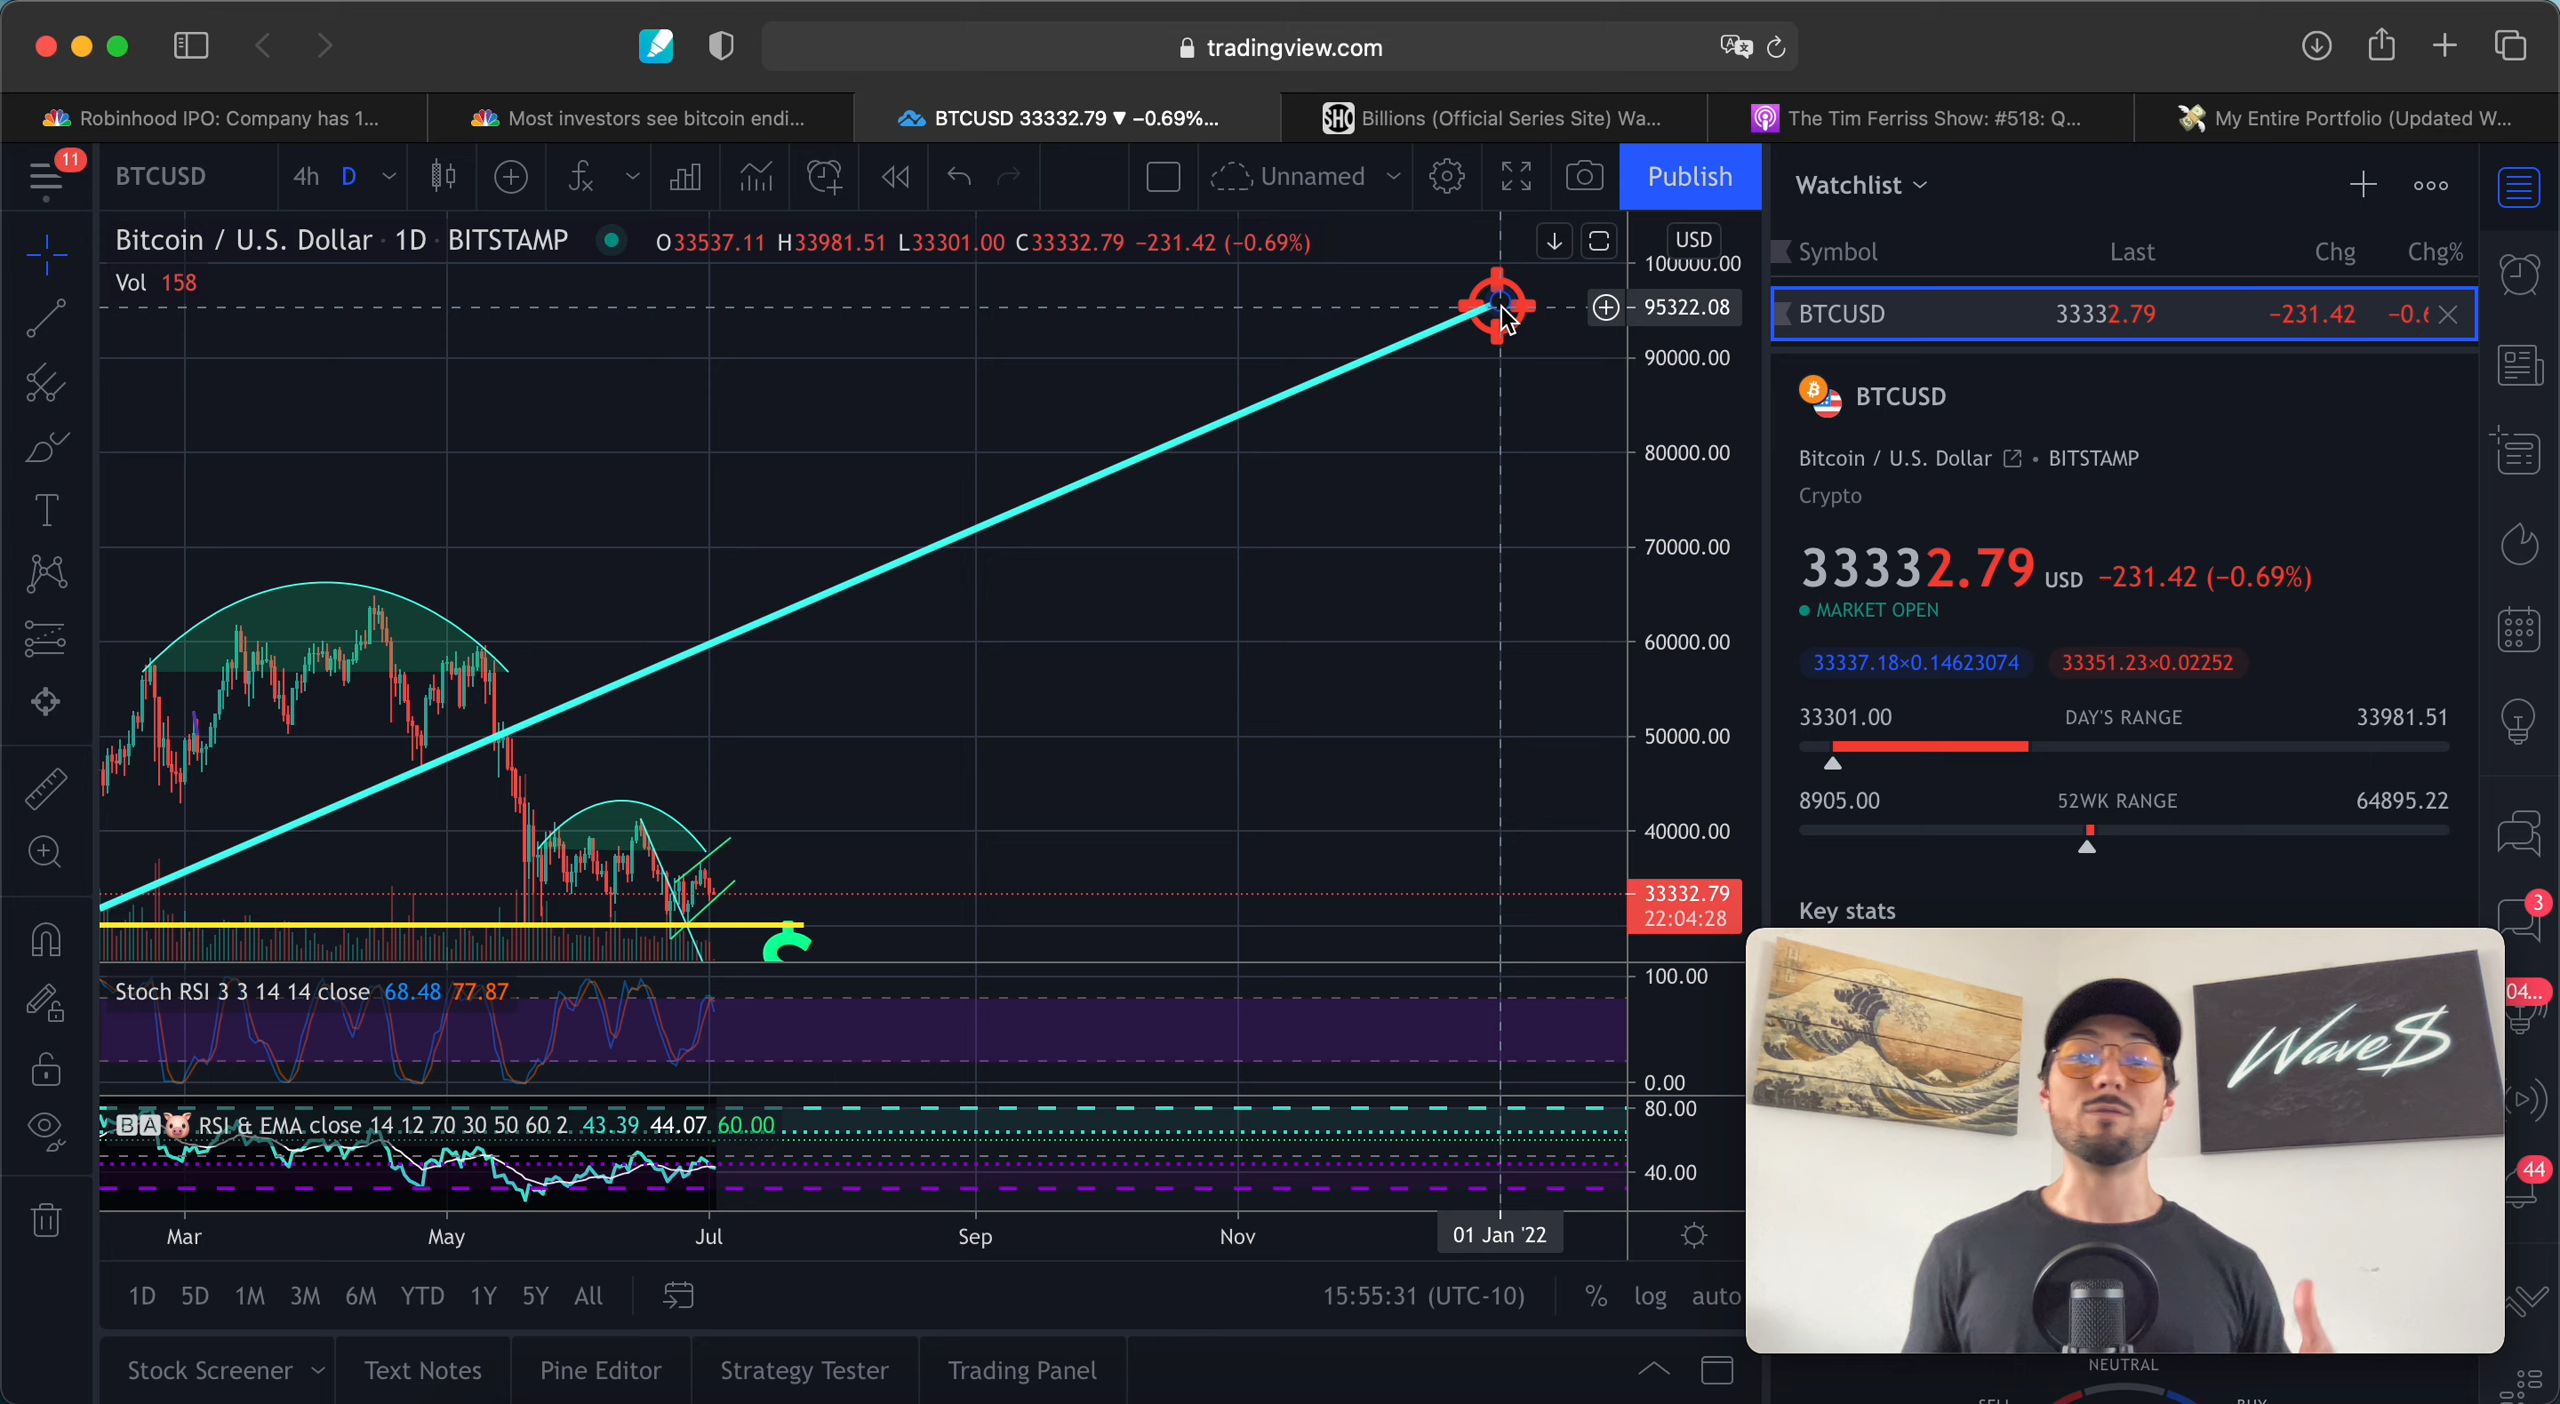 tradingview.com
Robinhood IPO: Company has 1...
Most investors see bitcoin endi...
BTCUSD 33332.79 ▼ −0.69%...
SHO Billions (Official Series Site) Wa...
The Tim Ferriss Show: #518: Q...
My Entire Portfolio (Updated W...
11
BTCUSD
4h D
Unnamed
Publish
Bitcoin / U.S. Dollar · 1D · BITSTAMP
O33537.11 H33981.51 L33301.00 C33332.79 −231.42 (−0.69%)
Vol 158
USD
100000.00
95322.08
90000.00
80000.00
70000.00
60000.00
50000.00
40000.00
33332.79
22:04:28
Stoch RSI 3 3 14 14 close 68.48 77.87
100.00
0.00
BA RSI & EMA close 14 12 70 30 50 60 2 43.39 44.07 60.00
80.00
40.00
Mar May Jul Sep Nov 01 Jan '22
1D 5D 1M 3M 6M YTD 1Y 5Y All
15:55:31 (UTC-10) % log auto
Stock Screener Text Notes Pine Editor Strategy Tester Trading Panel
Watchlist
Symbol Last Chg Chg%
BTCUSD 33332.79 −231.42 −0.6
BTCUSD
Bitcoin / U.S. Dollar • BITSTAMP
Crypto
33332.79 USD −231.42 (−0.69%)
MARKET OPEN
33337.18×0.14623074 33351.23×0.02252
33301.00 DAY'S RANGE 33981.51
8905.00 52WK RANGE 64895.22
Key stats
Wave$
NEUTRAL
3
04...
44